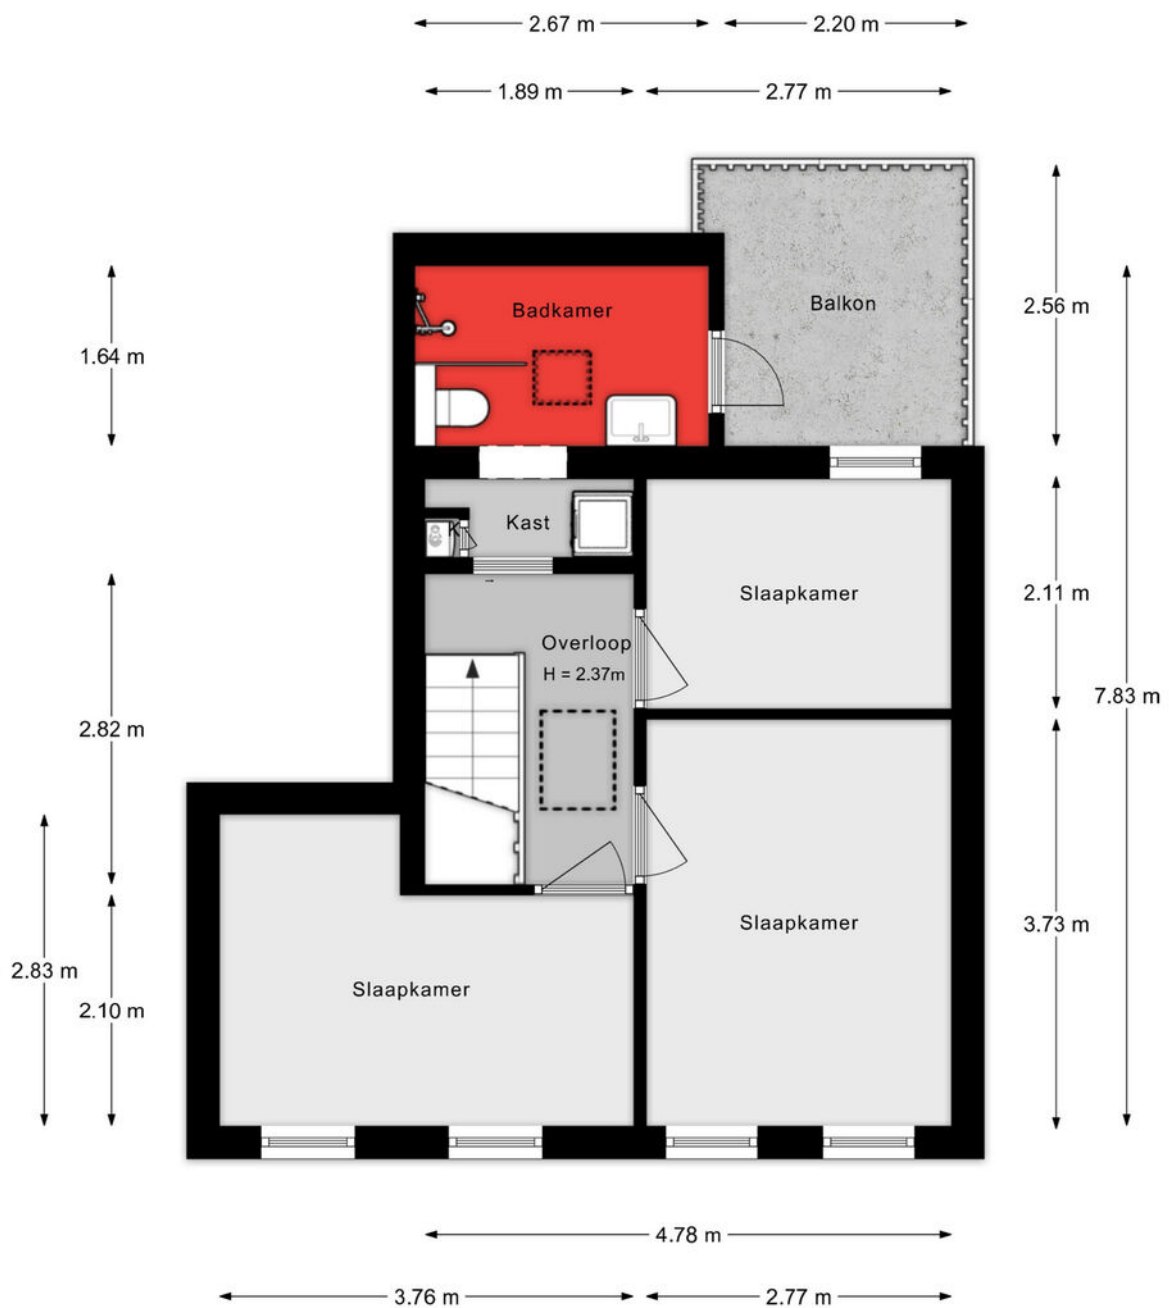 2.67 m
2.20 m
1.89 m
2.77 m
Badkamer
Balkon
2.56 m
1.64 m
Kast
K
Slaapkamer
2.11 m
Overloop
H = 2.37m
7.83 m
2.82 m
Slaapkamer
3.73 m
2.83 m
Slaapkamer
2.10 m
4.78 m
3.76 m
2.77 m